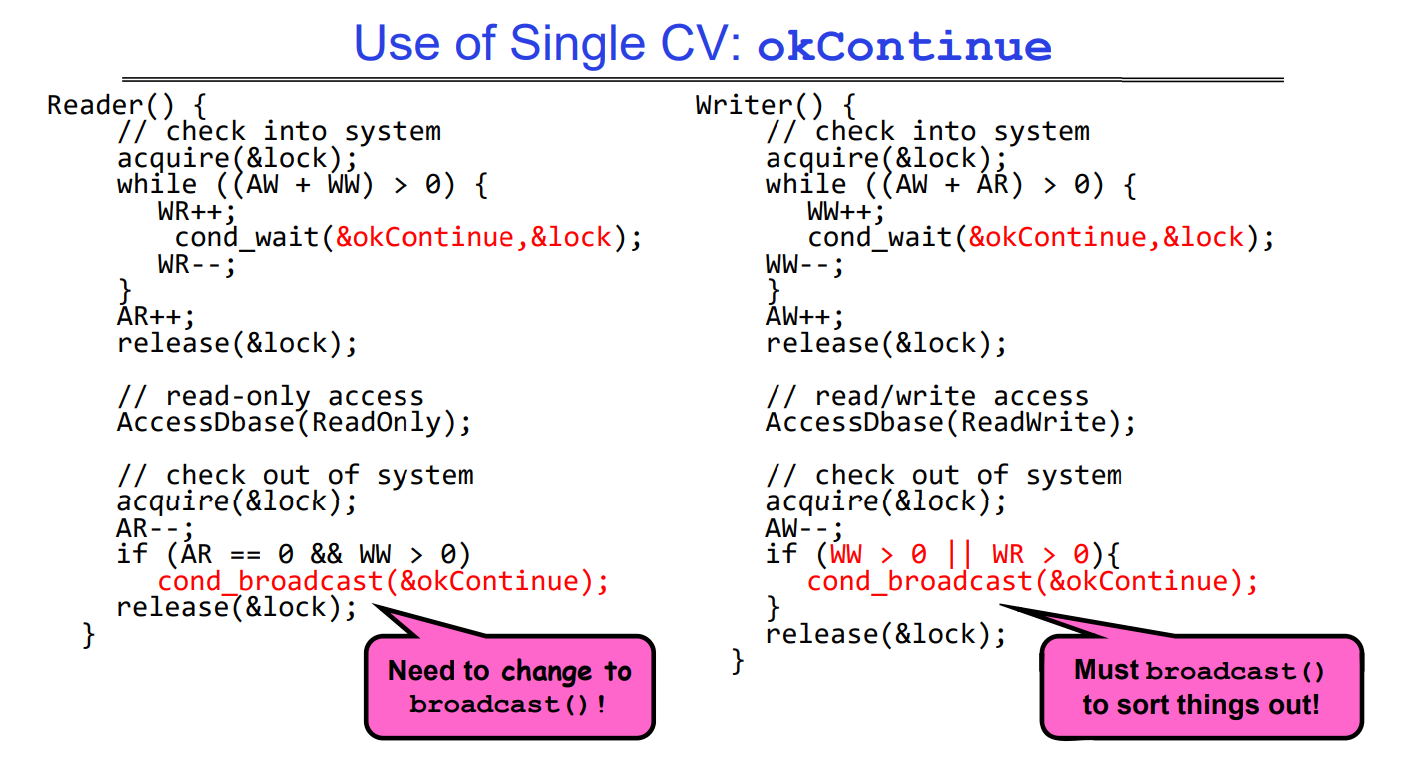 Use of Single CV: okContinue
Reader() {
// check into system
acquire(&lock);
while ((AW + WW) > 0) {
WR++;
cond_wait(&okContinue,&lock);
WR--;
}
AR++;
release(&lock);
// read-only access
AccessDbase(ReadOnly);
// check out of system
acquire(&lock);
AR--;
if (AR == 0 && WW > 0)
cond_broadcast(&okContinue);
release(&lock);
}
Need to change to
broadcast()!
Writer() {
// check into system
acquire(&lock);
while ((AW + AR) > 0) {
WW++;
cond_wait(&okContinue,&lock);
WW--;
}
AW++;
release(&lock);
// read/write access
AccessDbase(ReadWrite);
// check out of system
acquire(&lock);
AW--;
if (WW > 0 || WR > 0){
cond_broadcast(&okContinue);
}
release(&lock);
}
Must broadcast()
to sort things out!